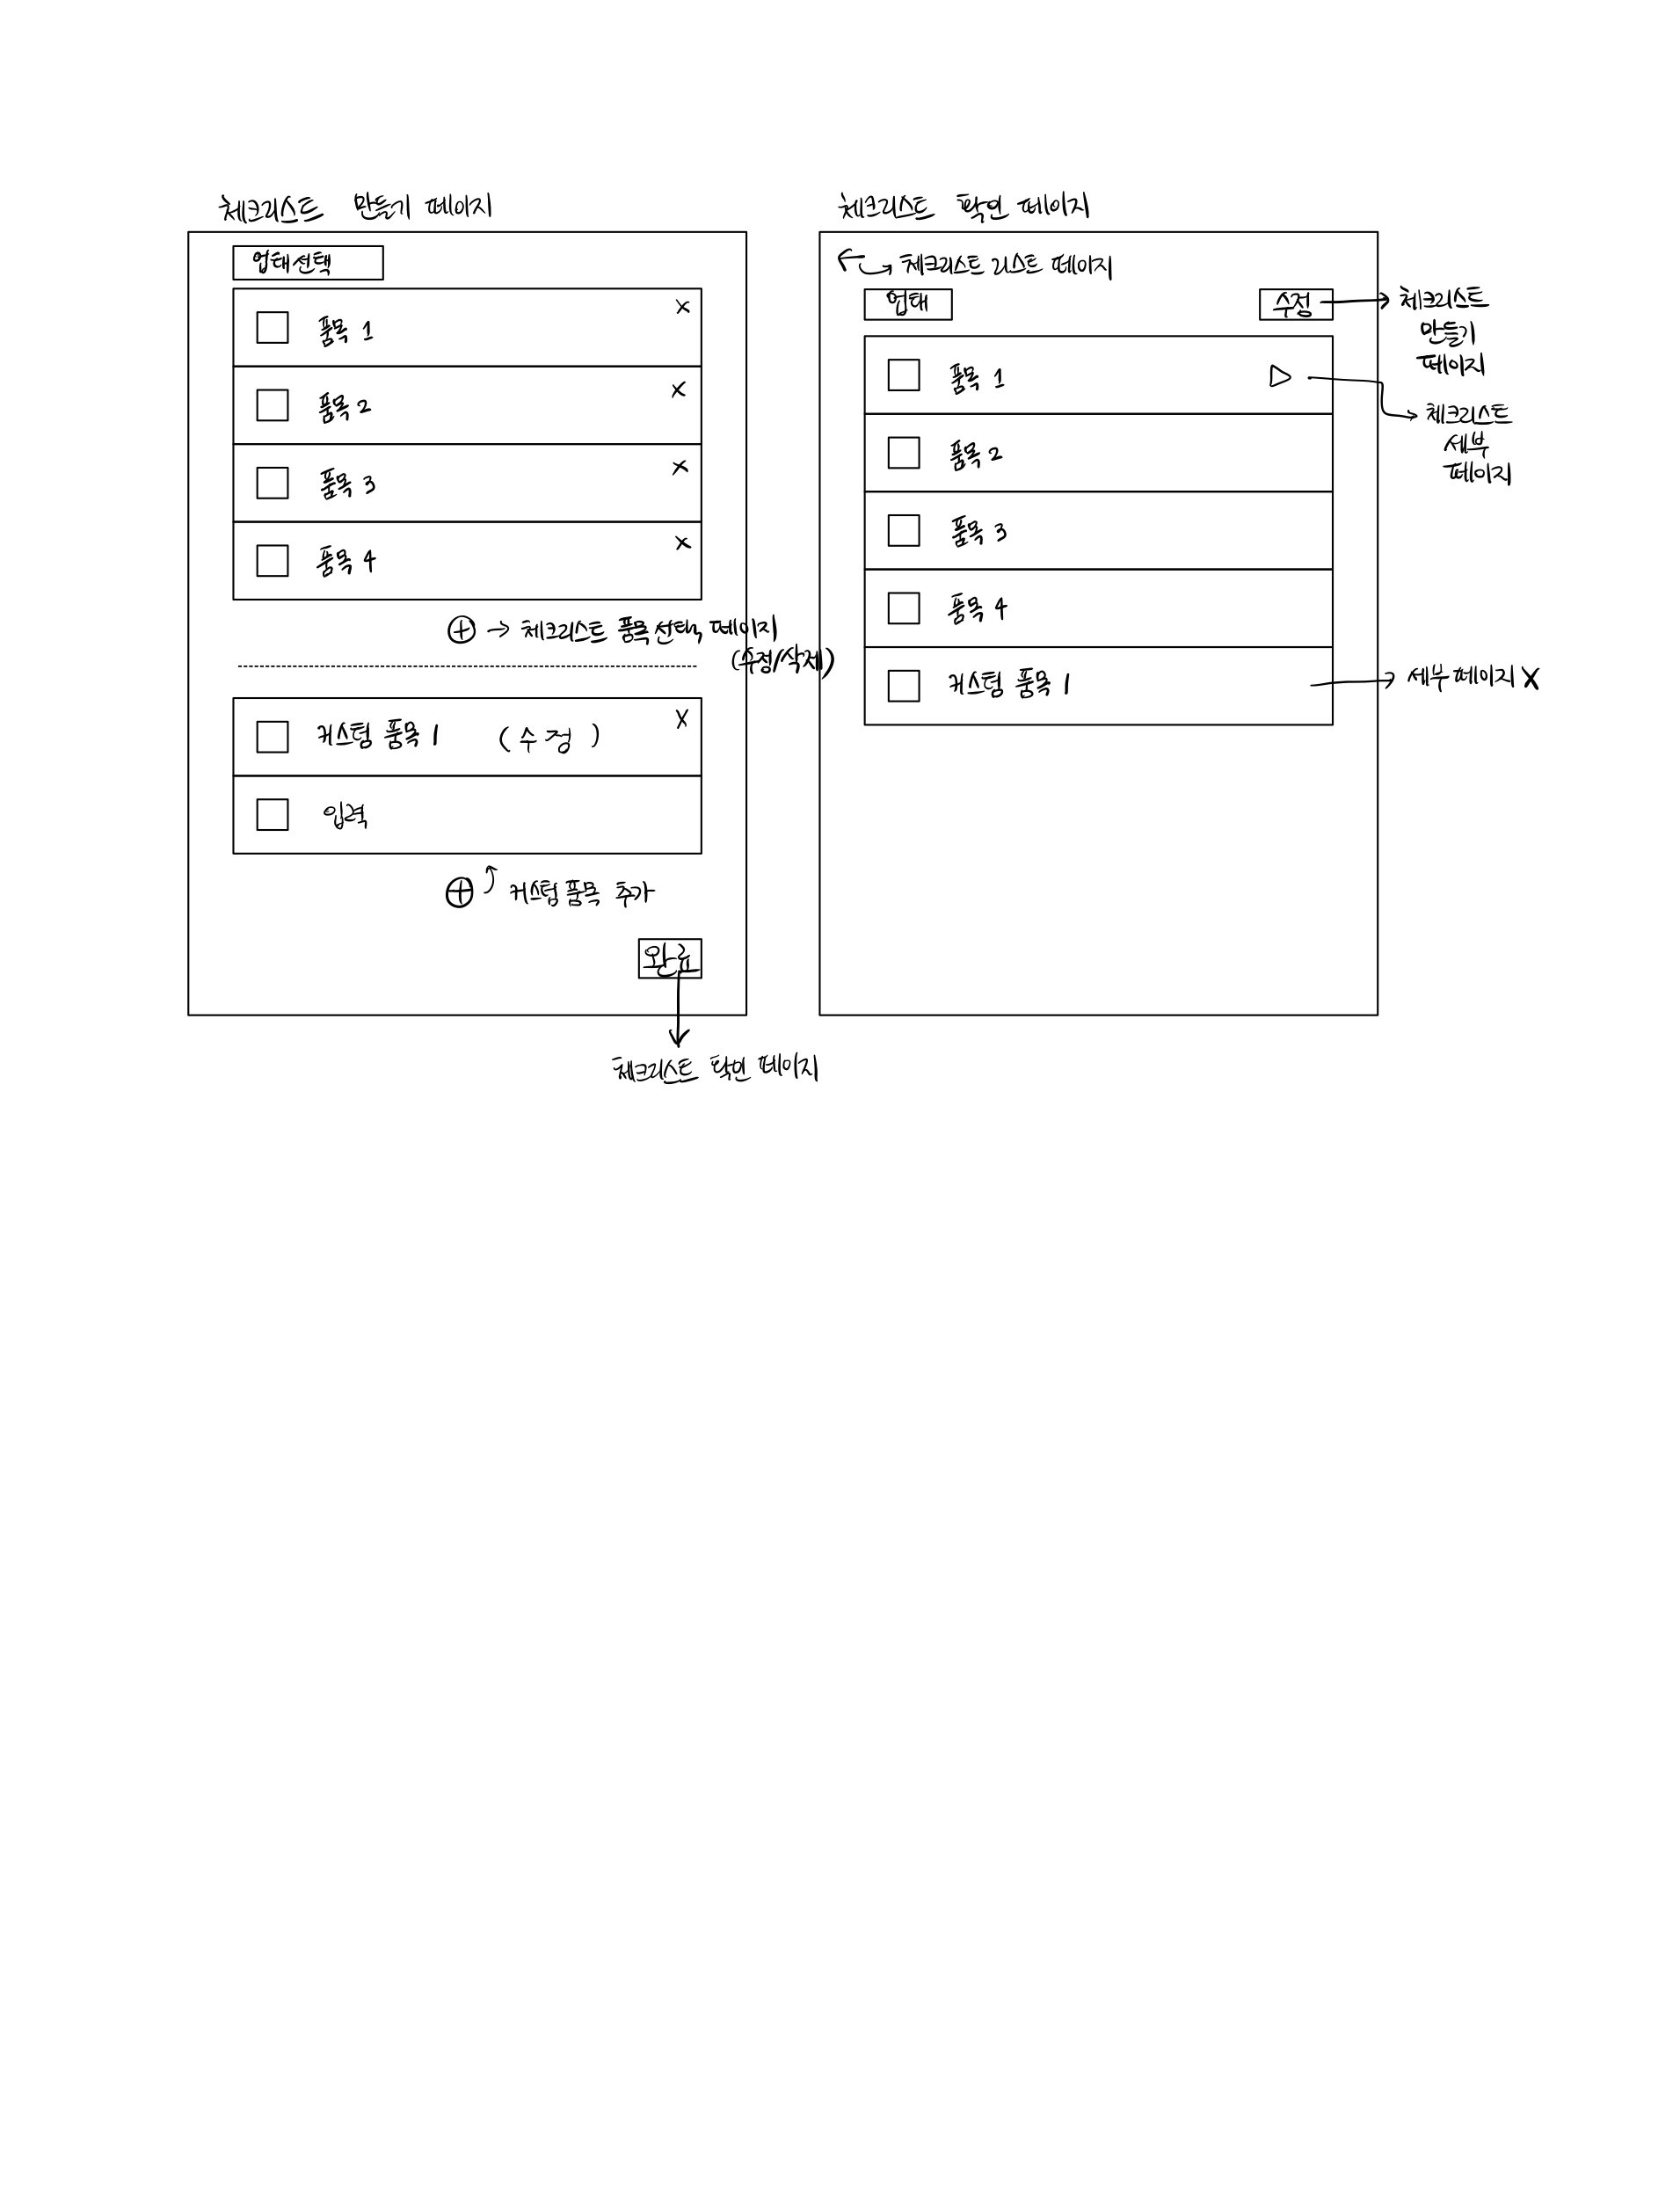 체크리스트 만들기 페이지
업태선택
품목 1 x
품목 2 x
품목 3 x
품목 4 x
+ → 체크리스트 품목 선택 페이지
(수정/삭제)
커스텀 품목 1 (수정) x
입력
+ 커스텀 품목 추가
완료
체크리스트 확인 페이지
체크리스트 확인 페이지
체크리스트 리스트 페이지
업태
수정 → 체크리스트
만들기
페이지
품목 1 ▷ → 체크리스트
세부
페이지
품목 2
품목 3
품목 4
커스텀 품목 1 → 세부 페이지 X